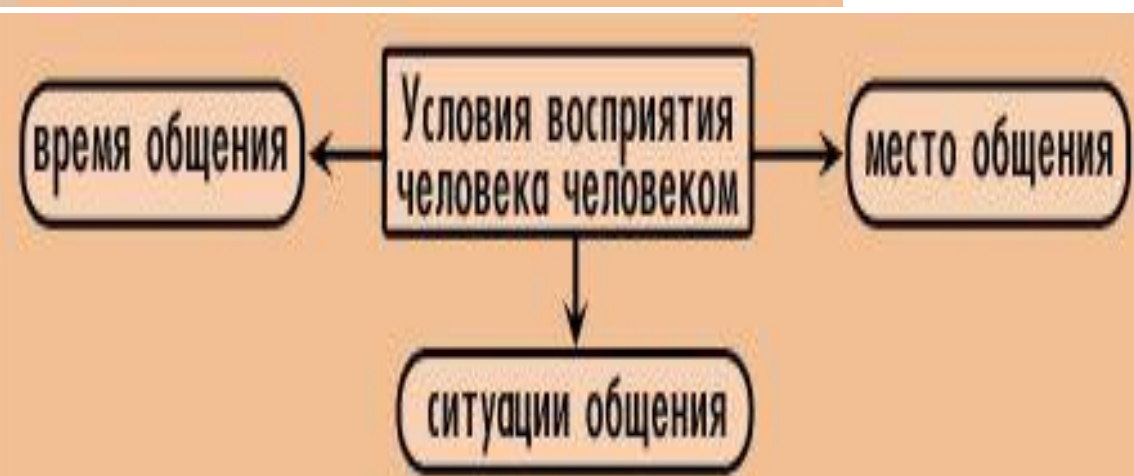 Условия восприятия
человека человеком
время общения
место общения
ситуации общения